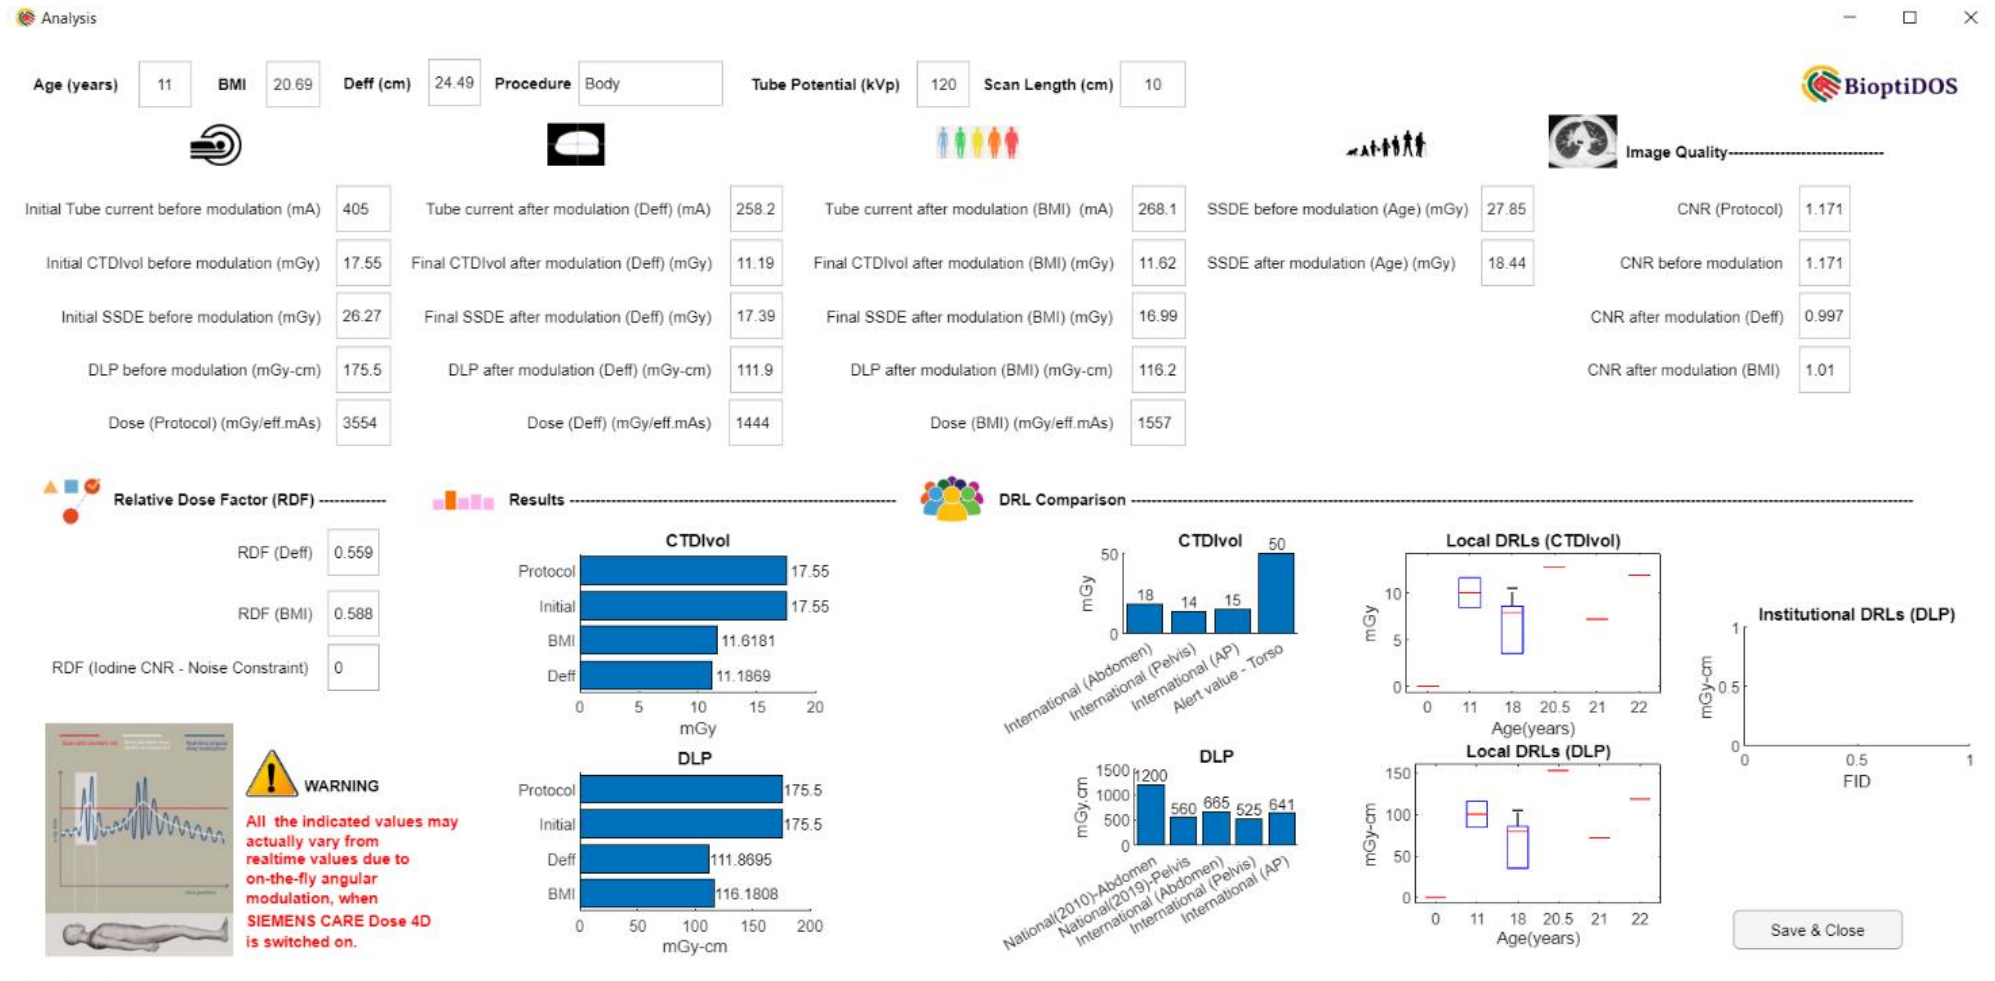 Analysis
Age (years) 11 BMI 20.69 Deff (cm) 24.49 Procedure Body Tube Potential (kVp) 120 Scan Length (cm) 10
BioptiDOS
Image Quality
Initial Tube current before modulation (mA) 405 Tube current after modulation (Deff) (mA) 258.2 Tube current after modulation (BMI) (mA) 268.1 SSDE before modulation (Age) (mGy) 27.85 CNR (Protocol) 1.171
Initial CTDIvol before modulation (mGy) 17.55 Final CTDIvol after modulation (Deff) (mGy) 11.19 Final CTDIvol after modulation (BMI) (mGy) 11.62 SSDE after modulation (Age) (mGy) 18.44 CNR before modulation 1.171
Initial SSDE before modulation (mGy) 26.27 Final SSDE after modulation (Deff) (mGy) 17.39 Final SSDE after modulation (BMI) (mGy) 16.99 CNR after modulation (Deff) 0.997
DLP before modulation (mGy-cm) 175.5 DLP after modulation (Deff) (mGy-cm) 111.9 DLP after modulation (BMI) (mGy-cm) 116.2 CNR after modulation (BMI) 1.01
Dose (Protocol) (mGy/eff.mAs) 3554 Dose (Deff) (mGy/eff.mAs) 1444 Dose (BMI) (mGy/eff.mAs) 1557
Relative Dose Factor (RDF)
RDF (Deff) 0.559
RDF (BMI) 0.588
RDF (Iodine CNR - Noise Constraint) 0
WARNING
All the indicated values may
actually vary from
realtime values due to
on-the-fly angular
modulation, when
SIEMENS CARE Dose 4D
is switched on.
Results
CTDIvol
Protocol 17.55
Initial 17.55
BMI 11.6181
Deff 11.1869
0 5 10 15 20
mGy
DLP
Protocol 175.5
Initial 175.5
Deff 111.8695
BMI 116.1808
0 50 100 150 200
mGy-cm
DRL Comparison
CTDIvol
mGy
50
0
18 14 15 50
International (Abdomen)
International (Pelvis)
International (AP)
Alert value - Torso
DLP
mGy.cm
1500
1000
500
0
1200 560 665 525 641
National(2010)-Abdomen
National(2019)-Pelvis
International (Abdomen)
International (Pelvis)
International (AP)
Local DRLs (CTDIvol)
mGy
10
5
0
0 11 18 20.5 21 22
Age(years)
Local DRLs (DLP)
mGy-cm
150
100
50
0
0 11 18 20.5 21 22
Age(years)
Institutional DRLs (DLP)
mGy-cm
1
0.5
0
0 0.5 1
FID
Save & Close